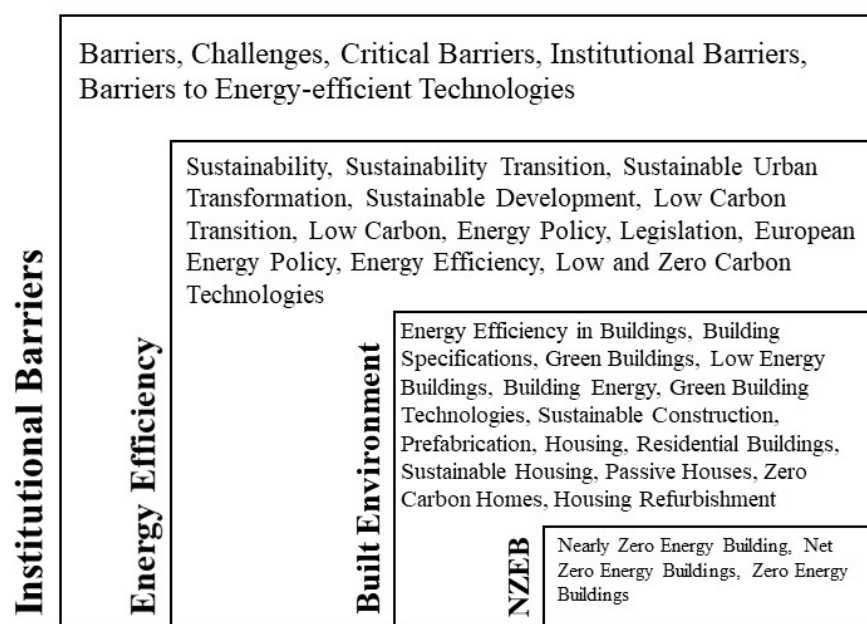 Barriers, Challenges, Critical Barriers, Institutional Barriers,
Barriers to Energy-efficient Technologies
Institutional Barriers
Sustainability, Sustainability Transition, Sustainable Urban
Transformation, Sustainable Development, Low Carbon
Transition, Low Carbon, Energy Policy, Legislation, European
Energy Policy, Energy Efficiency, Low and Zero Carbon
Technologies
Energy Efficiency
Energy Efficiency in Buildings, Building
Specifications, Green Buildings, Low Energy
Buildings, Building Energy, Green Building
Technologies, Sustainable Construction,
Prefabrication, Housing, Residential Buildings,
Sustainable Housing, Passive Houses, Zero
Carbon Homes, Housing Refurbishment
Built Environment
Nearly Zero Energy Building, Net
Zero Energy Buildings, Zero Energy
Buildings
NZEB